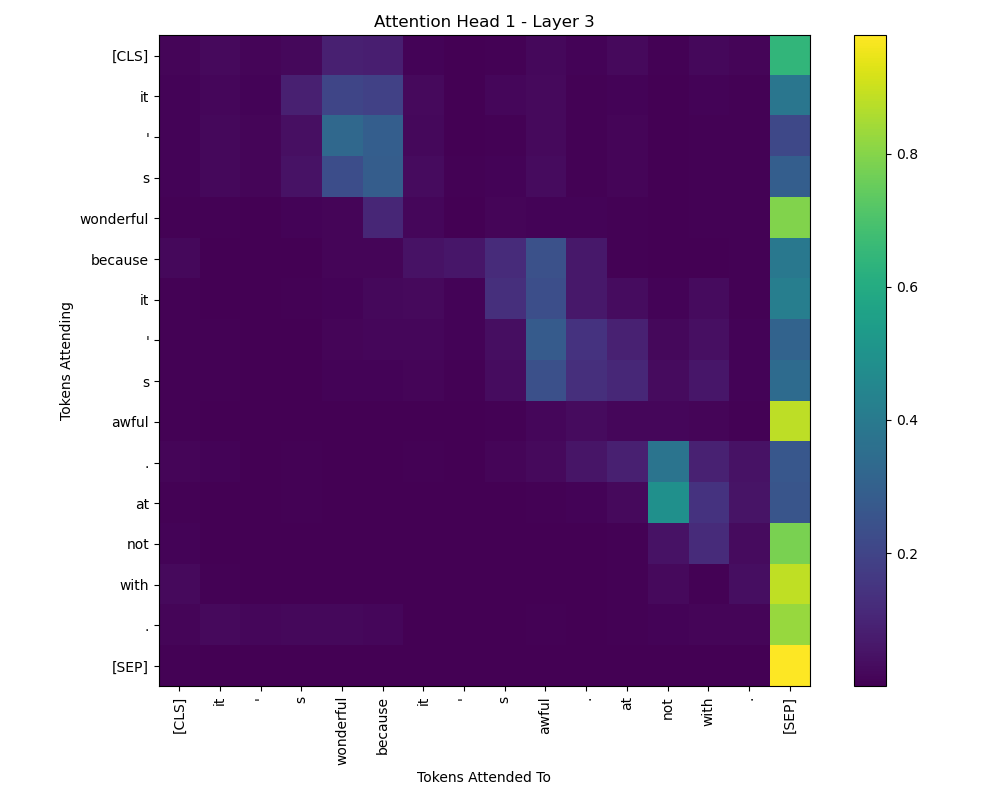 Attention Head 1 - Layer 3
[CLS]
it
'
s
wonderful
because
it
'
s
awful
.
at
not
with
.
[SEP]
Tokens Attending
[CLS]
it
'
s
wonderful
because
it
'
s
awful
.
at
not
with
.
[SEP]
Tokens Attended To
0.8
0.6
0.4
0.2